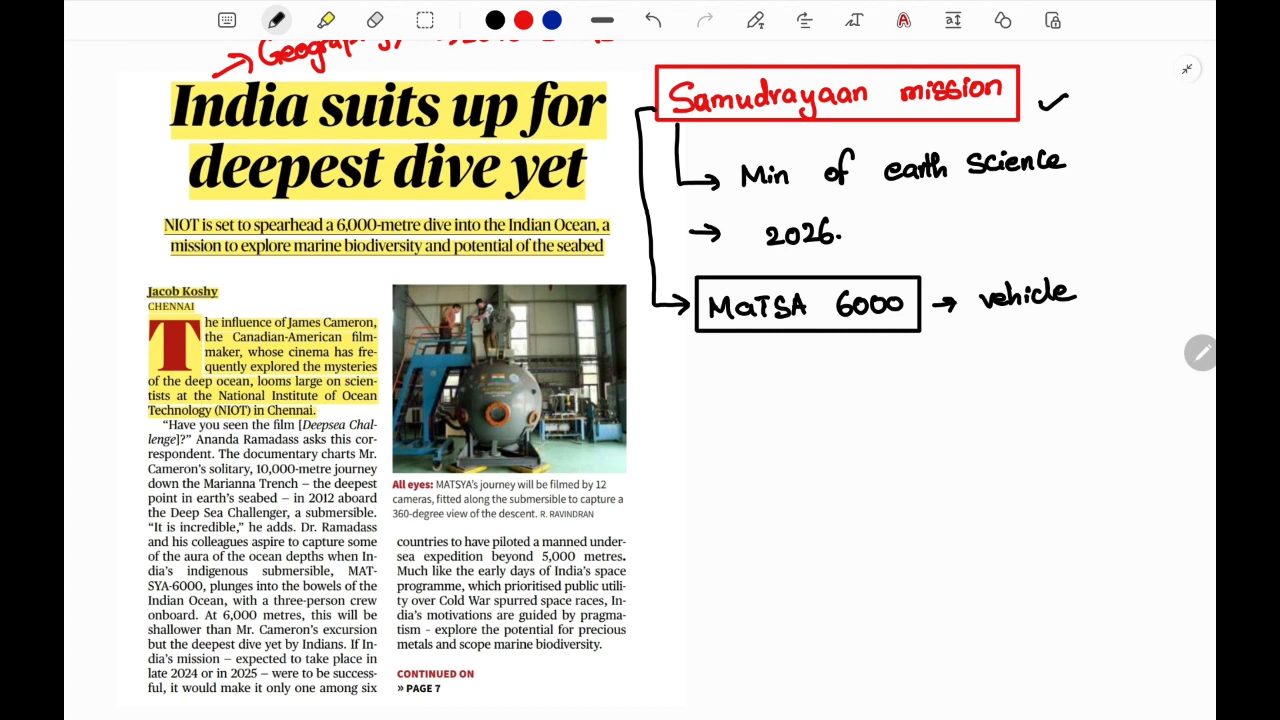 Geography
India suits up for
deepest dive yet
NIOT is set to spearhead a 6,000-metre dive into the Indian Ocean, a
mission to explore marine biodiversity and potential of the seabed
Jacob Koshy
CHENNAI
The influence of James Cameron,
the Canadian-American film-
maker, whose cinema has fre-
quently explored the mysteries
of the deep ocean, looms large on scien-
tists at the National Institute of Ocean
Technology (NIOT) in Chennai.
“Have you seen the film [Deepsea Chal-
lenge]?” Ananda Ramadass asks this cor-
respondent. The documentary charts Mr.
Cameron’s solitary, 10,000-metre journey
down the Marianna Trench – the deepest
point in earth’s seabed – in 2012 aboard
the Deep Sea Challenger, a submersible.
“It is incredible,” he adds. Dr. Ramadass
and his colleagues aspire to capture some
of the aura of the ocean depths when In-
dia’s indigenous submersible, MAT-
SYA-6000, plunges into the bowels of the
Indian Ocean, with a three-person crew
onboard. At 6,000 metres, this will be
shallower than Mr. Cameron’s excursion
but the deepest dive yet by Indians. If In-
dia’s mission – expected to take place in
late 2024 or in 2025 – were to be success-
ful, it would make it only one among six
All eyes: MATSYA’s journey will be filmed by 12
cameras, fitted along the submersible to capture a
360-degree view of the descent. R. RAVINDRAN
countries to have piloted a manned under-
sea expedition beyond 5,000 metres.
Much like the early days of India’s space
programme, which prioritised public utili-
ty over Cold War spurred space races, In-
dia’s motivations are guided by pragma-
tism - explore the potential for precious
metals and scope marine biodiversity.
CONTINUED ON
» PAGE 7
Samudrayaan mission
Min of earth science
2026.
MaTSA 6000 → vehicle